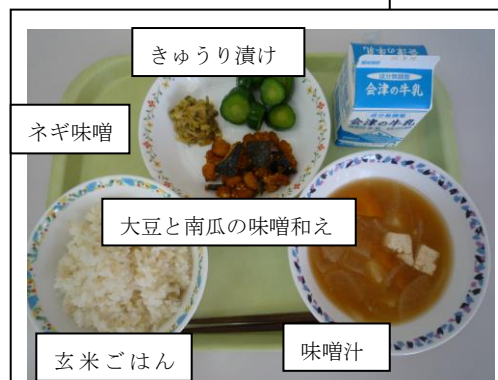 きゅうり漬け
会津の牛乳
会津の牛乳
ネギ味噌
大豆と南瓜の味噌和え
玄米ごはん
味噌汁